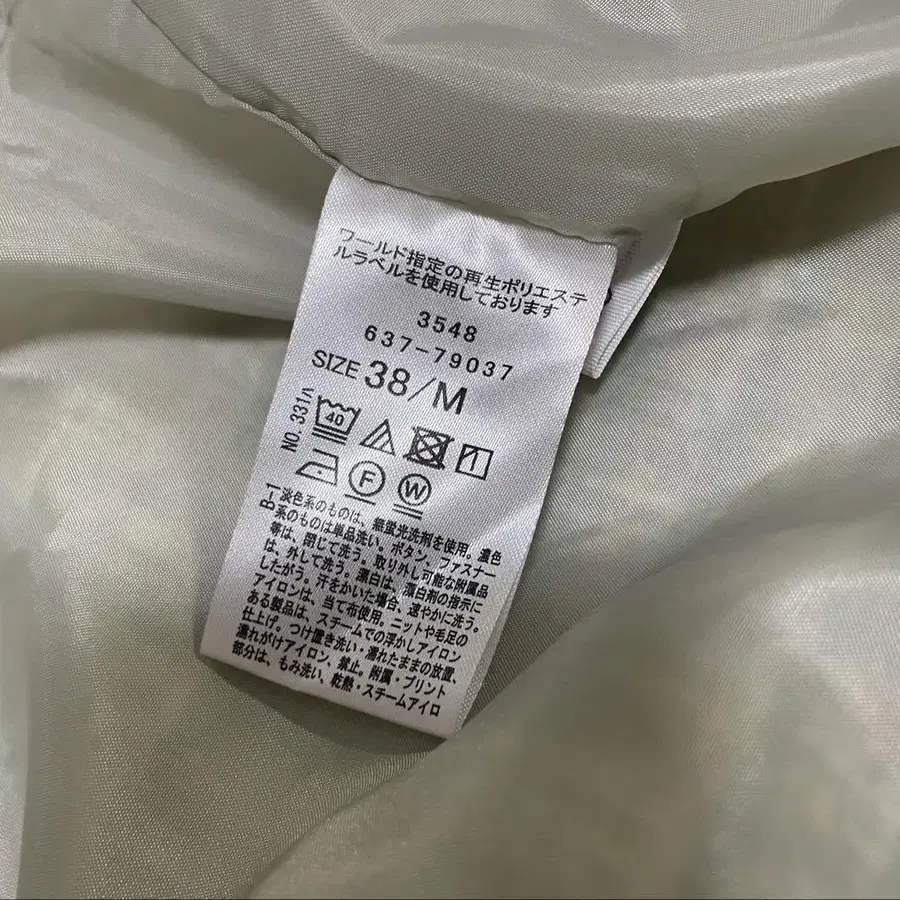 ワールド指定の再生ポリエステ
ルラベルを使用しております
3548
637-79037
SIZE 38/M
NO.331
40
1
F
W
B-1
淡色系のものは、無蛍光洗剤を使用。濃色
系のものは単品洗い。ボタン、ファスナー
等は、閉じて洗う。取り外し可能な附属品
は、外して洗う。漂白は、漂白剤の指示に
したがう。汗をかいた場合、速やかに洗う。
アイロンは、当て布使用。ニットや毛足の
ある製品は、スチームでの浮かしアイロン
仕上げ。つけ置き洗い・濡れたままの放置、
濡れがけアイロン、禁止。附属・プリント
部分は、もみ洗い、乾熱・スチームアイロ